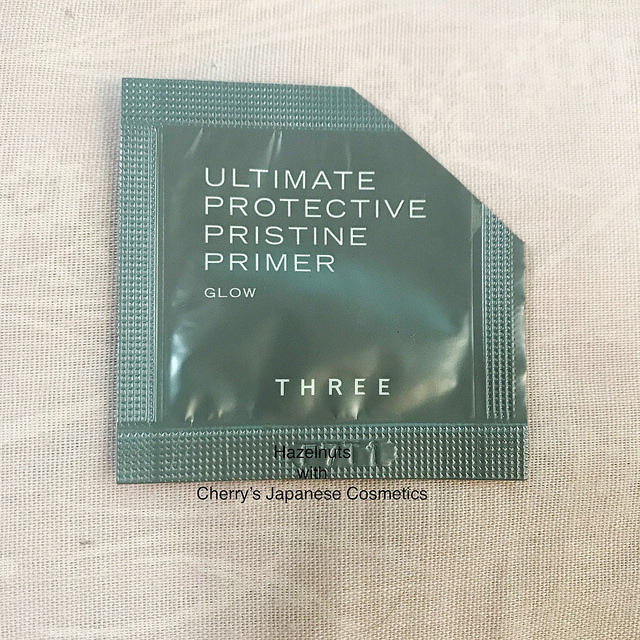 ULTIMATE
PROTECTIVE
PRISTINE
PRIMER
GLOW
THREE
Hazelnuts
with
Cherry's Japanese Cosmetics